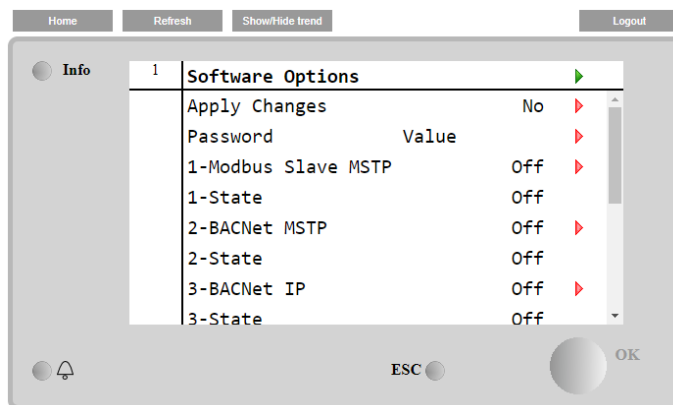 Home Refresh Show/Hide trend Logout
Info
1 Software Options
Apply Changes No
Password Value
1-Modbus Slave MSTP Off
1-State Off
2-BACNet MSTP Off
2-State Off
3-BACNet IP Off
3-State Off
ESC OK